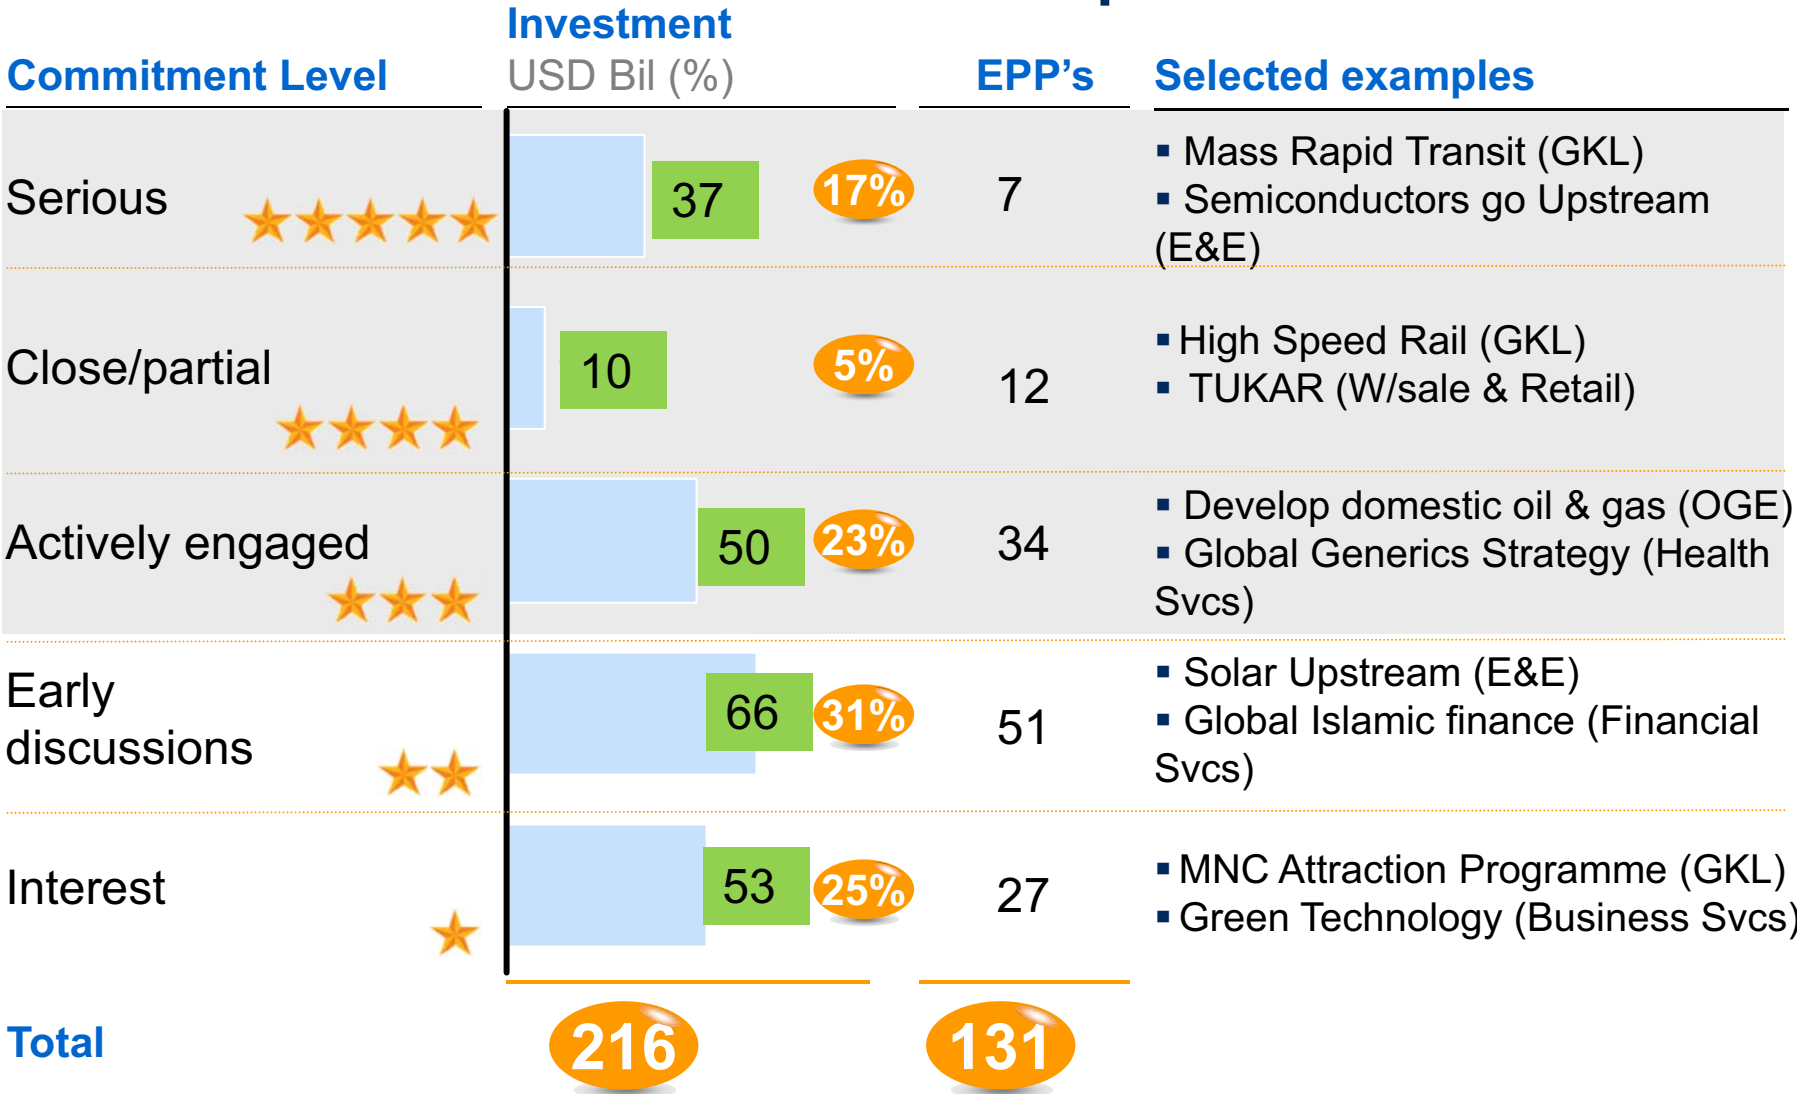 Investment
Commitment Level USD Bil (%) EPP's Selected examples
Serious 37 17% 7
▪ Mass Rapid Transit (GKL)
▪ Semiconductors go Upstream
(E&E)
Close/partial 10 5% 12
▪ High Speed Rail (GKL)
▪ TUKAR (W/sale & Retail)
Actively engaged 50 23% 34
▪ Develop domestic oil & gas (OGE)
▪ Global Generics Strategy (Health
Svcs)
Early
discussions 66 31% 51
▪ Solar Upstream (E&E)
▪ Global Islamic finance (Financial
Svcs)
Interest 53 25% 27
▪ MNC Attraction Programme (GKL)
▪ Green Technology (Business Svcs)
Total 216 131